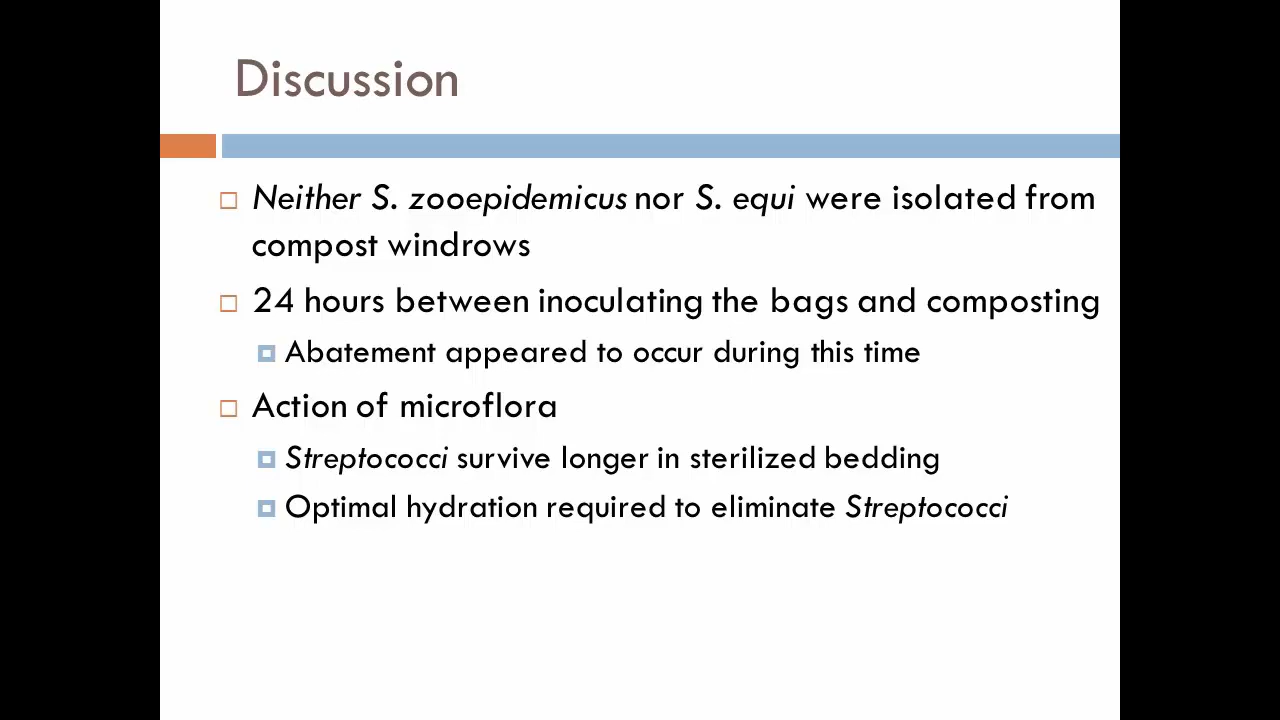 Discussion
Neither S. zooepidemicus nor S. equi were isolated from
compost windrows
24 hours between inoculating the bags and composting
Abatement appeared to occur during this time
Action of microflora
Streptococci survive longer in sterilized bedding
Optimal hydration required to eliminate Streptococci